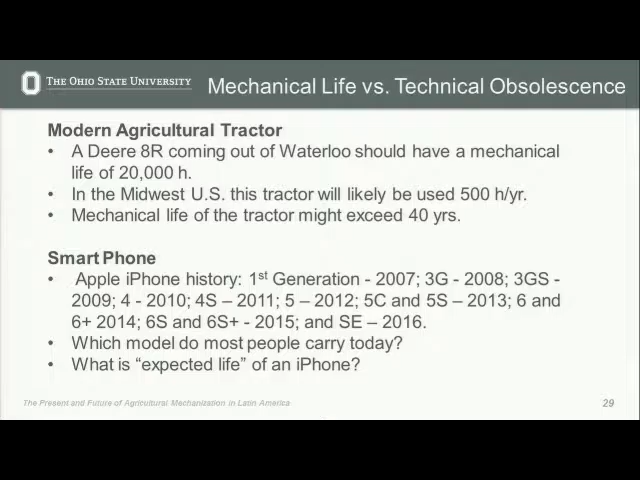 THE OHIO STATE UNIVERSITY
Mechanical Life vs. Technical Obsolescence
Modern Agricultural Tractor
• A Deere 8R coming out of Waterloo should have a mechanical
life of 20,000 h.
• In the Midwest U.S. this tractor will likely be used 500 h/yr.
• Mechanical life of the tractor might exceed 40 yrs.
Smart Phone
• Apple iPhone history: 1st Generation - 2007; 3G - 2008; 3GS -
2009; 4 - 2010; 4S – 2011; 5 – 2012; 5C and 5S – 2013; 6 and
6+ 2014; 6S and 6S+ - 2015; and SE – 2016.
• Which model do most people carry today?
• What is “expected life” of an iPhone?
The Present and Future of Agricultural Mechanization in Latin America
29